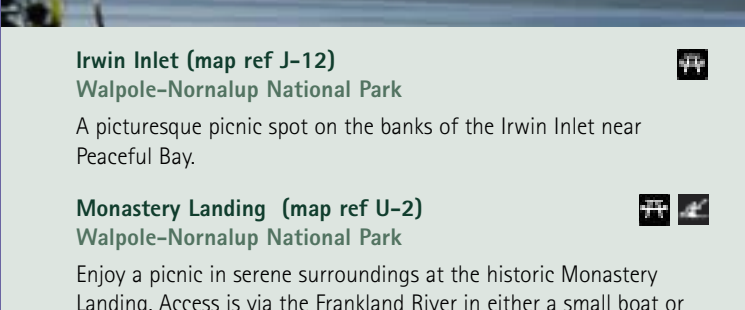 Irwin Inlet (map ref J-12)
Walpole-Nornalup National Park
A picturesque picnic spot on the banks of the Irwin Inlet near
Peaceful Bay.
Monastery Landing (map ref U-2)
Walpole-Nornalup National Park
Enjoy a picnic in serene surroundings at the historic Monastery
Landing. Access is via the Frankland River in either a small boat or